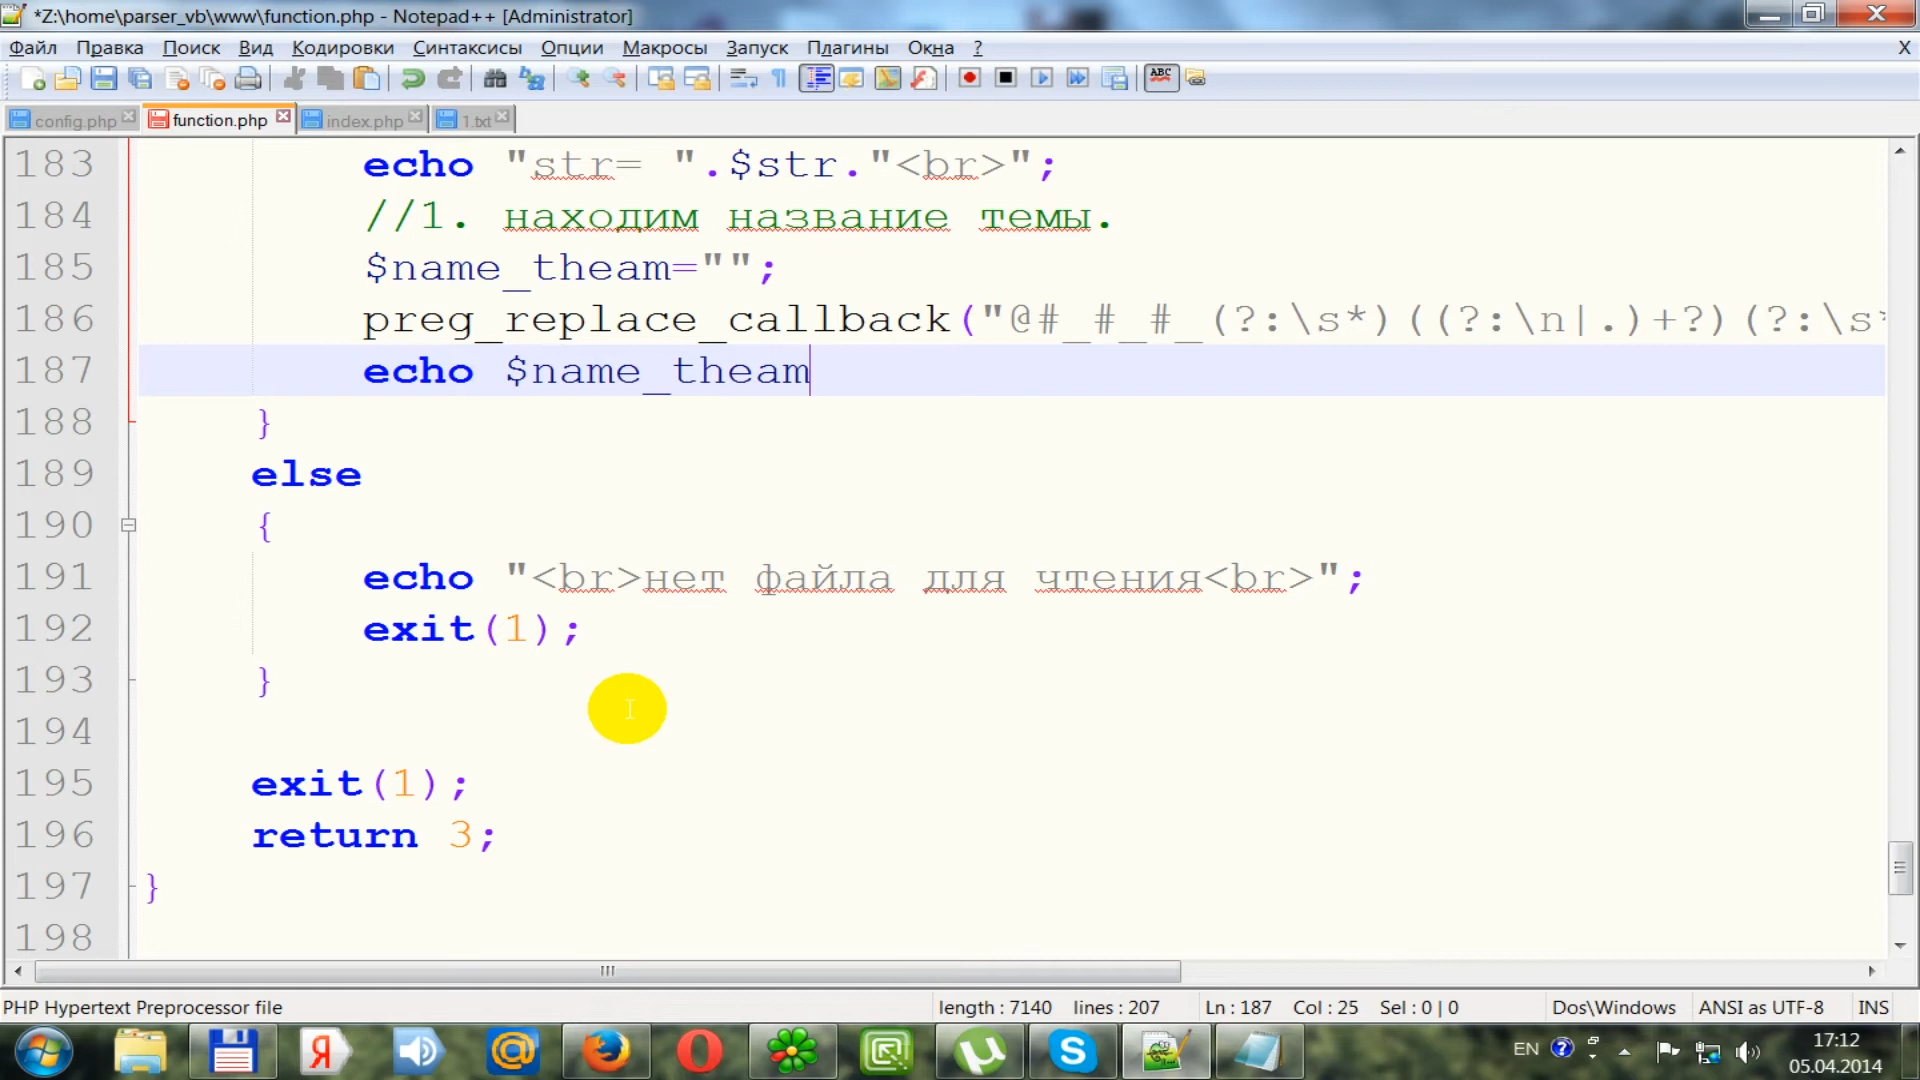 *Z:\home\parser_vb\www\function.php - Notepad++ [Administrator]
Файл Правка Поиск Вид Кодировки Синтаксисы Опции Макросы Запуск Плагины Окна ? X
config.php function.php index.php 1.txt
183 echo "str= ".$str."<br>";
184 //1. находим название темы.
185 $name_theam="";
186 preg_replace_callback("@#_#_#_(?:\s*)((?:\n|.)+?)(?:\s*
187 echo $name_theam
188 }
189 else
190 {
191 echo "<br>нет файла для чтения<br>";
192 exit(1);
193 }
194
195 exit(1);
196 return 3;
197 }
198
PHP Hypertext Preprocessor file length : 7140 lines : 207 Ln : 187 Col : 25 Sel : 0 | 0 Dos\Windows ANSI as UTF-8 INS
EN 17:12
05.04.2014